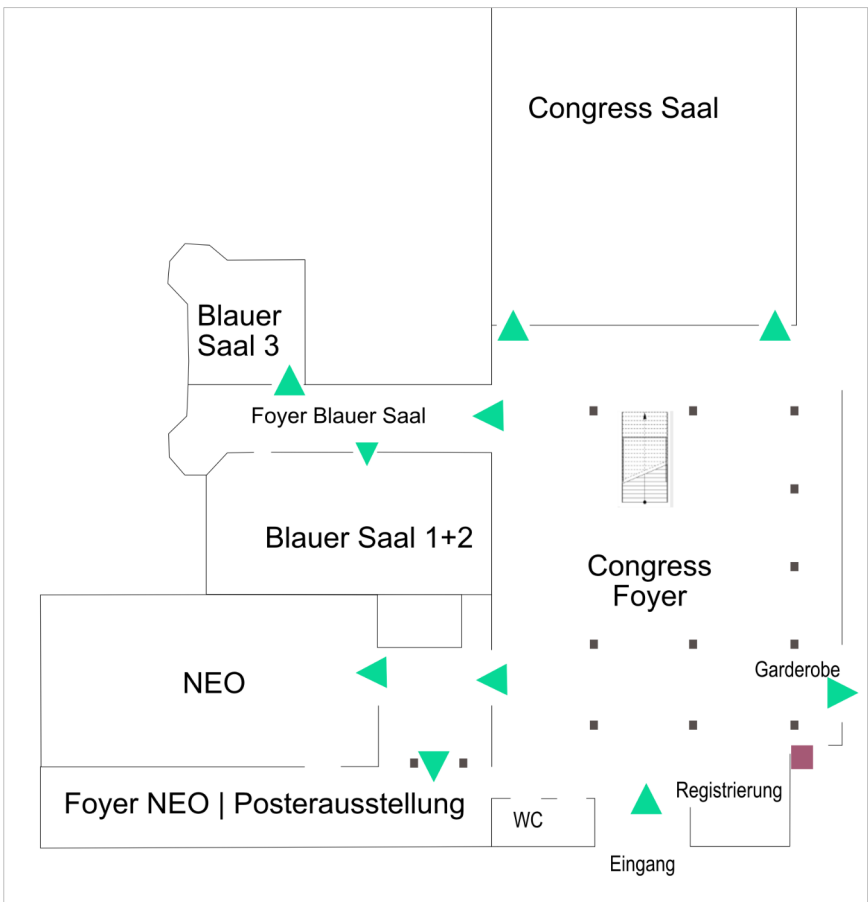 Congress Saal
Blauer
Saal 3
Foyer Blauer Saal
Blauer Saal 1+2
Congress
Foyer
Garderobe
NEO
Registrierung
Foyer NEO | Posterausstellung
WC
Eingang